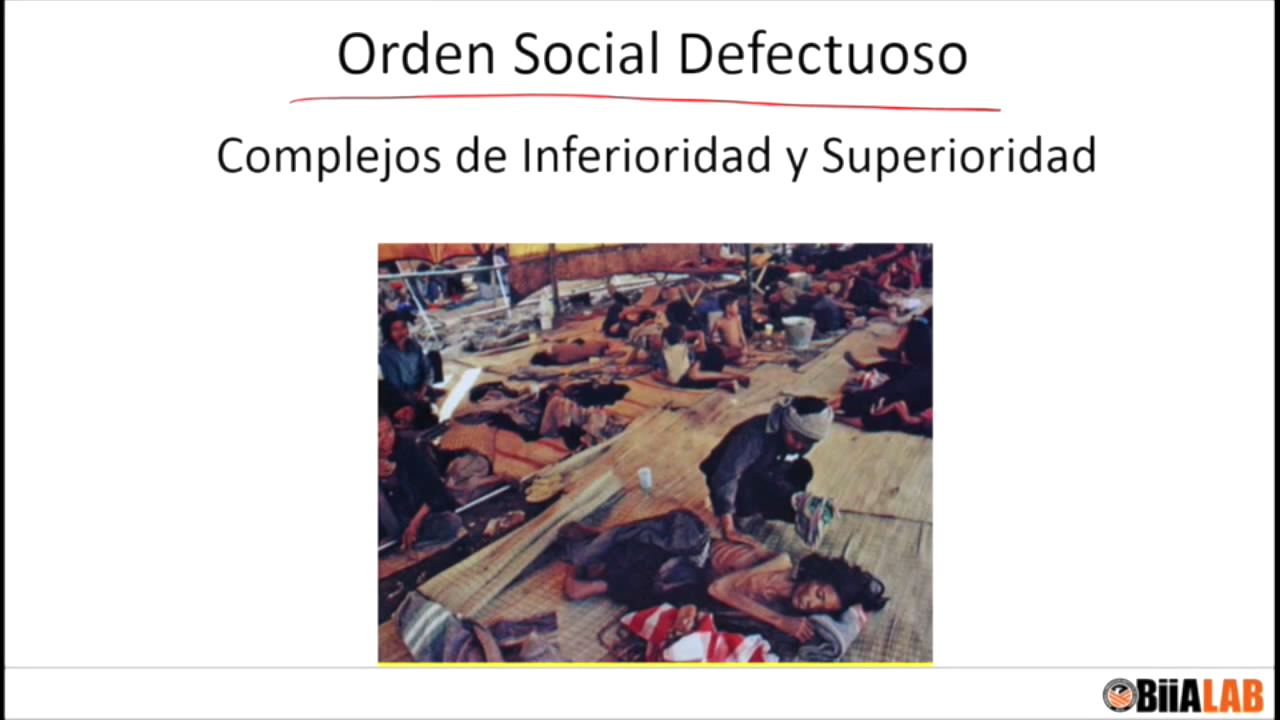 Orden Social Defectuoso
Complejos de Inferioridad y Superioridad
BiiALAB